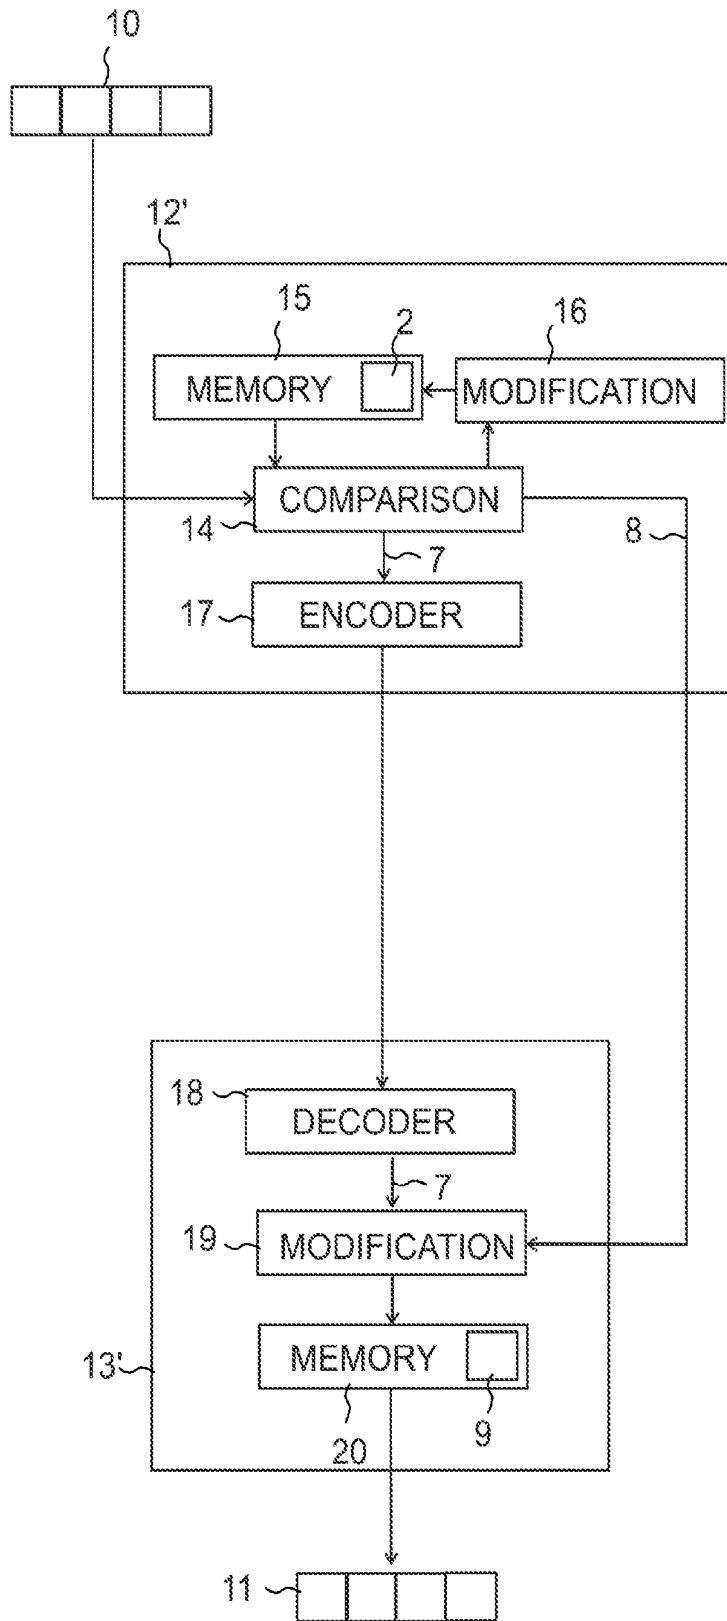 10
12'
15
2
16
MEMORY
MODIFICATION
COMPARISON
14
8
7
17
ENCODER
18
DECODER
7
19
MODIFICATION
MEMORY
13'
20
9
11